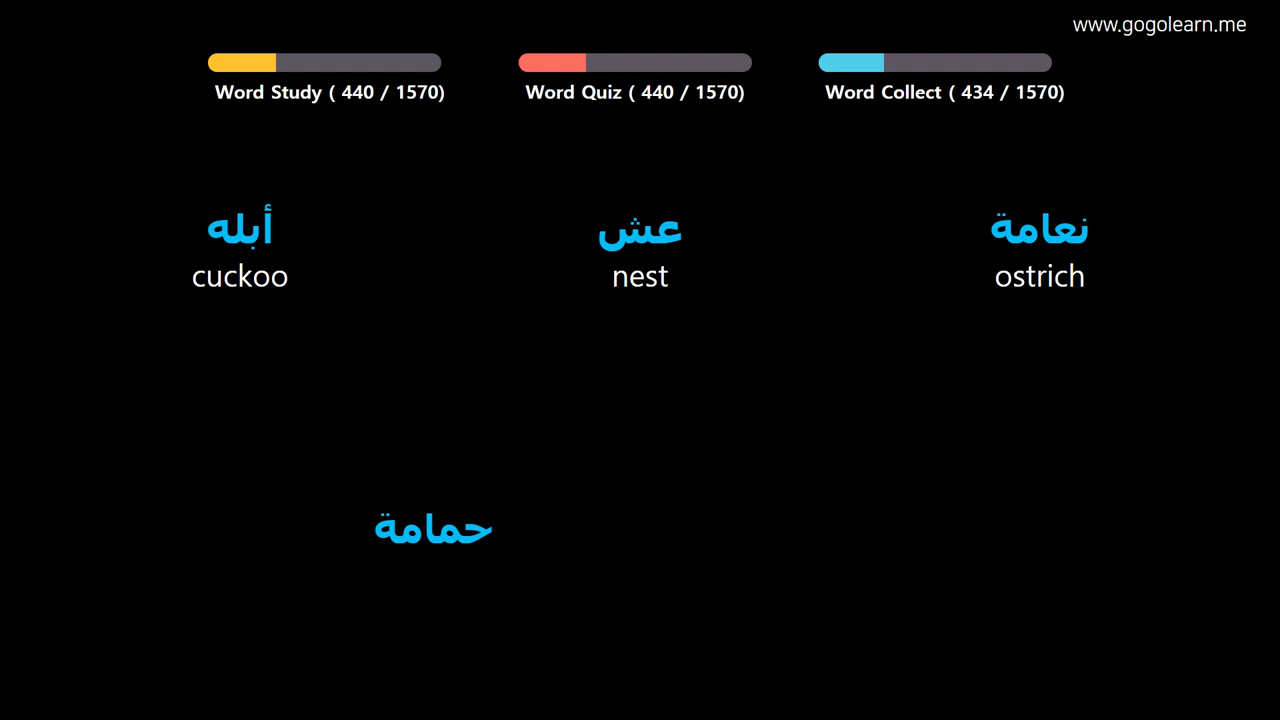 www.gogolearn.me
Word Study ( 440 / 1570)
Word Quiz ( 440 / 1570)
Word Collect ( 434 / 1570)
أبله
cuckoo
عش
nest
نعامة
ostrich
حمامة